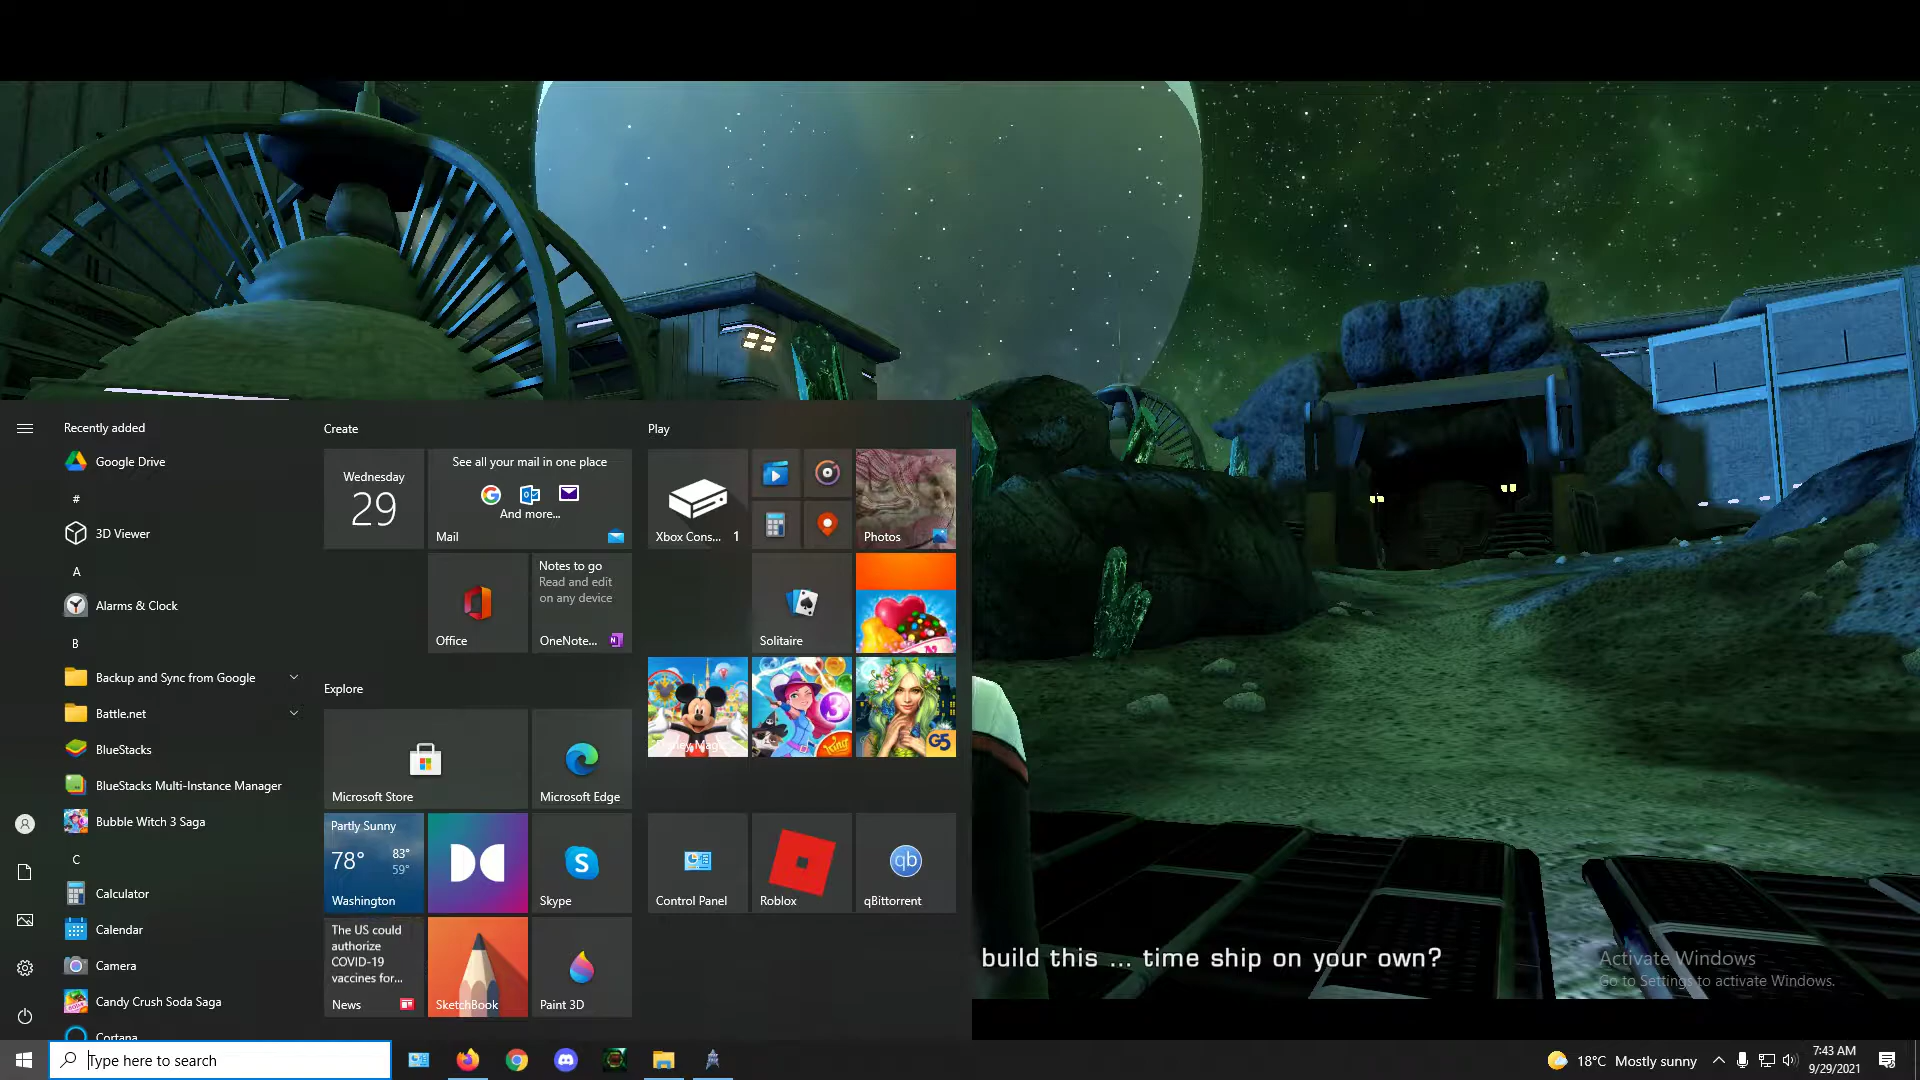 Recently added
Google Drive
#
3D Viewer
A
Alarms & Clock
B
Backup and Sync from Google
Battle.net
BlueStacks
BlueStacks Multi-Instance Manager
Bubble Witch 3 Saga
C
Calculator
Calendar
Camera
Candy Crush Soda Saga
Cortana
Create
Wednesday
29
See all your mail in one place
And more...
Mail
Office
Notes to go
Read and edit
on any device
OneNote...
Explore
Microsoft Store
Microsoft Edge
Partly Sunny
78° 83°
59°
Washington
Skype
The US could
authorize
COVID-19
vaccines for...
News
SketchBook
Paint 3D
Play
Xbox Cons... 1
Photos
Solitaire
3
King
G5
Control Panel
Roblox
qb
qBittorrent
build this ... time ship on your own?
Activate Windows
Go to Settings to activate Windows.
Type here to search
18°C Mostly sunny
7:43 AM
9/29/2021